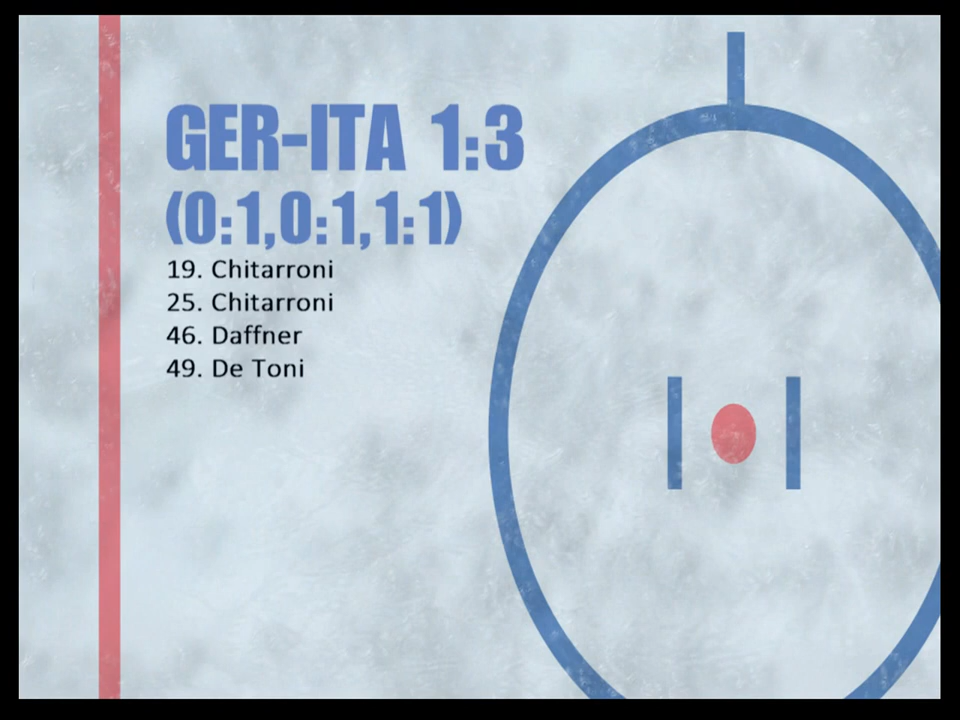 GER-ITA 1:3
(0:1,0:1,1:1)
19. Chitarroni
25. Chitarroni
46. Daffner
49. De Toni